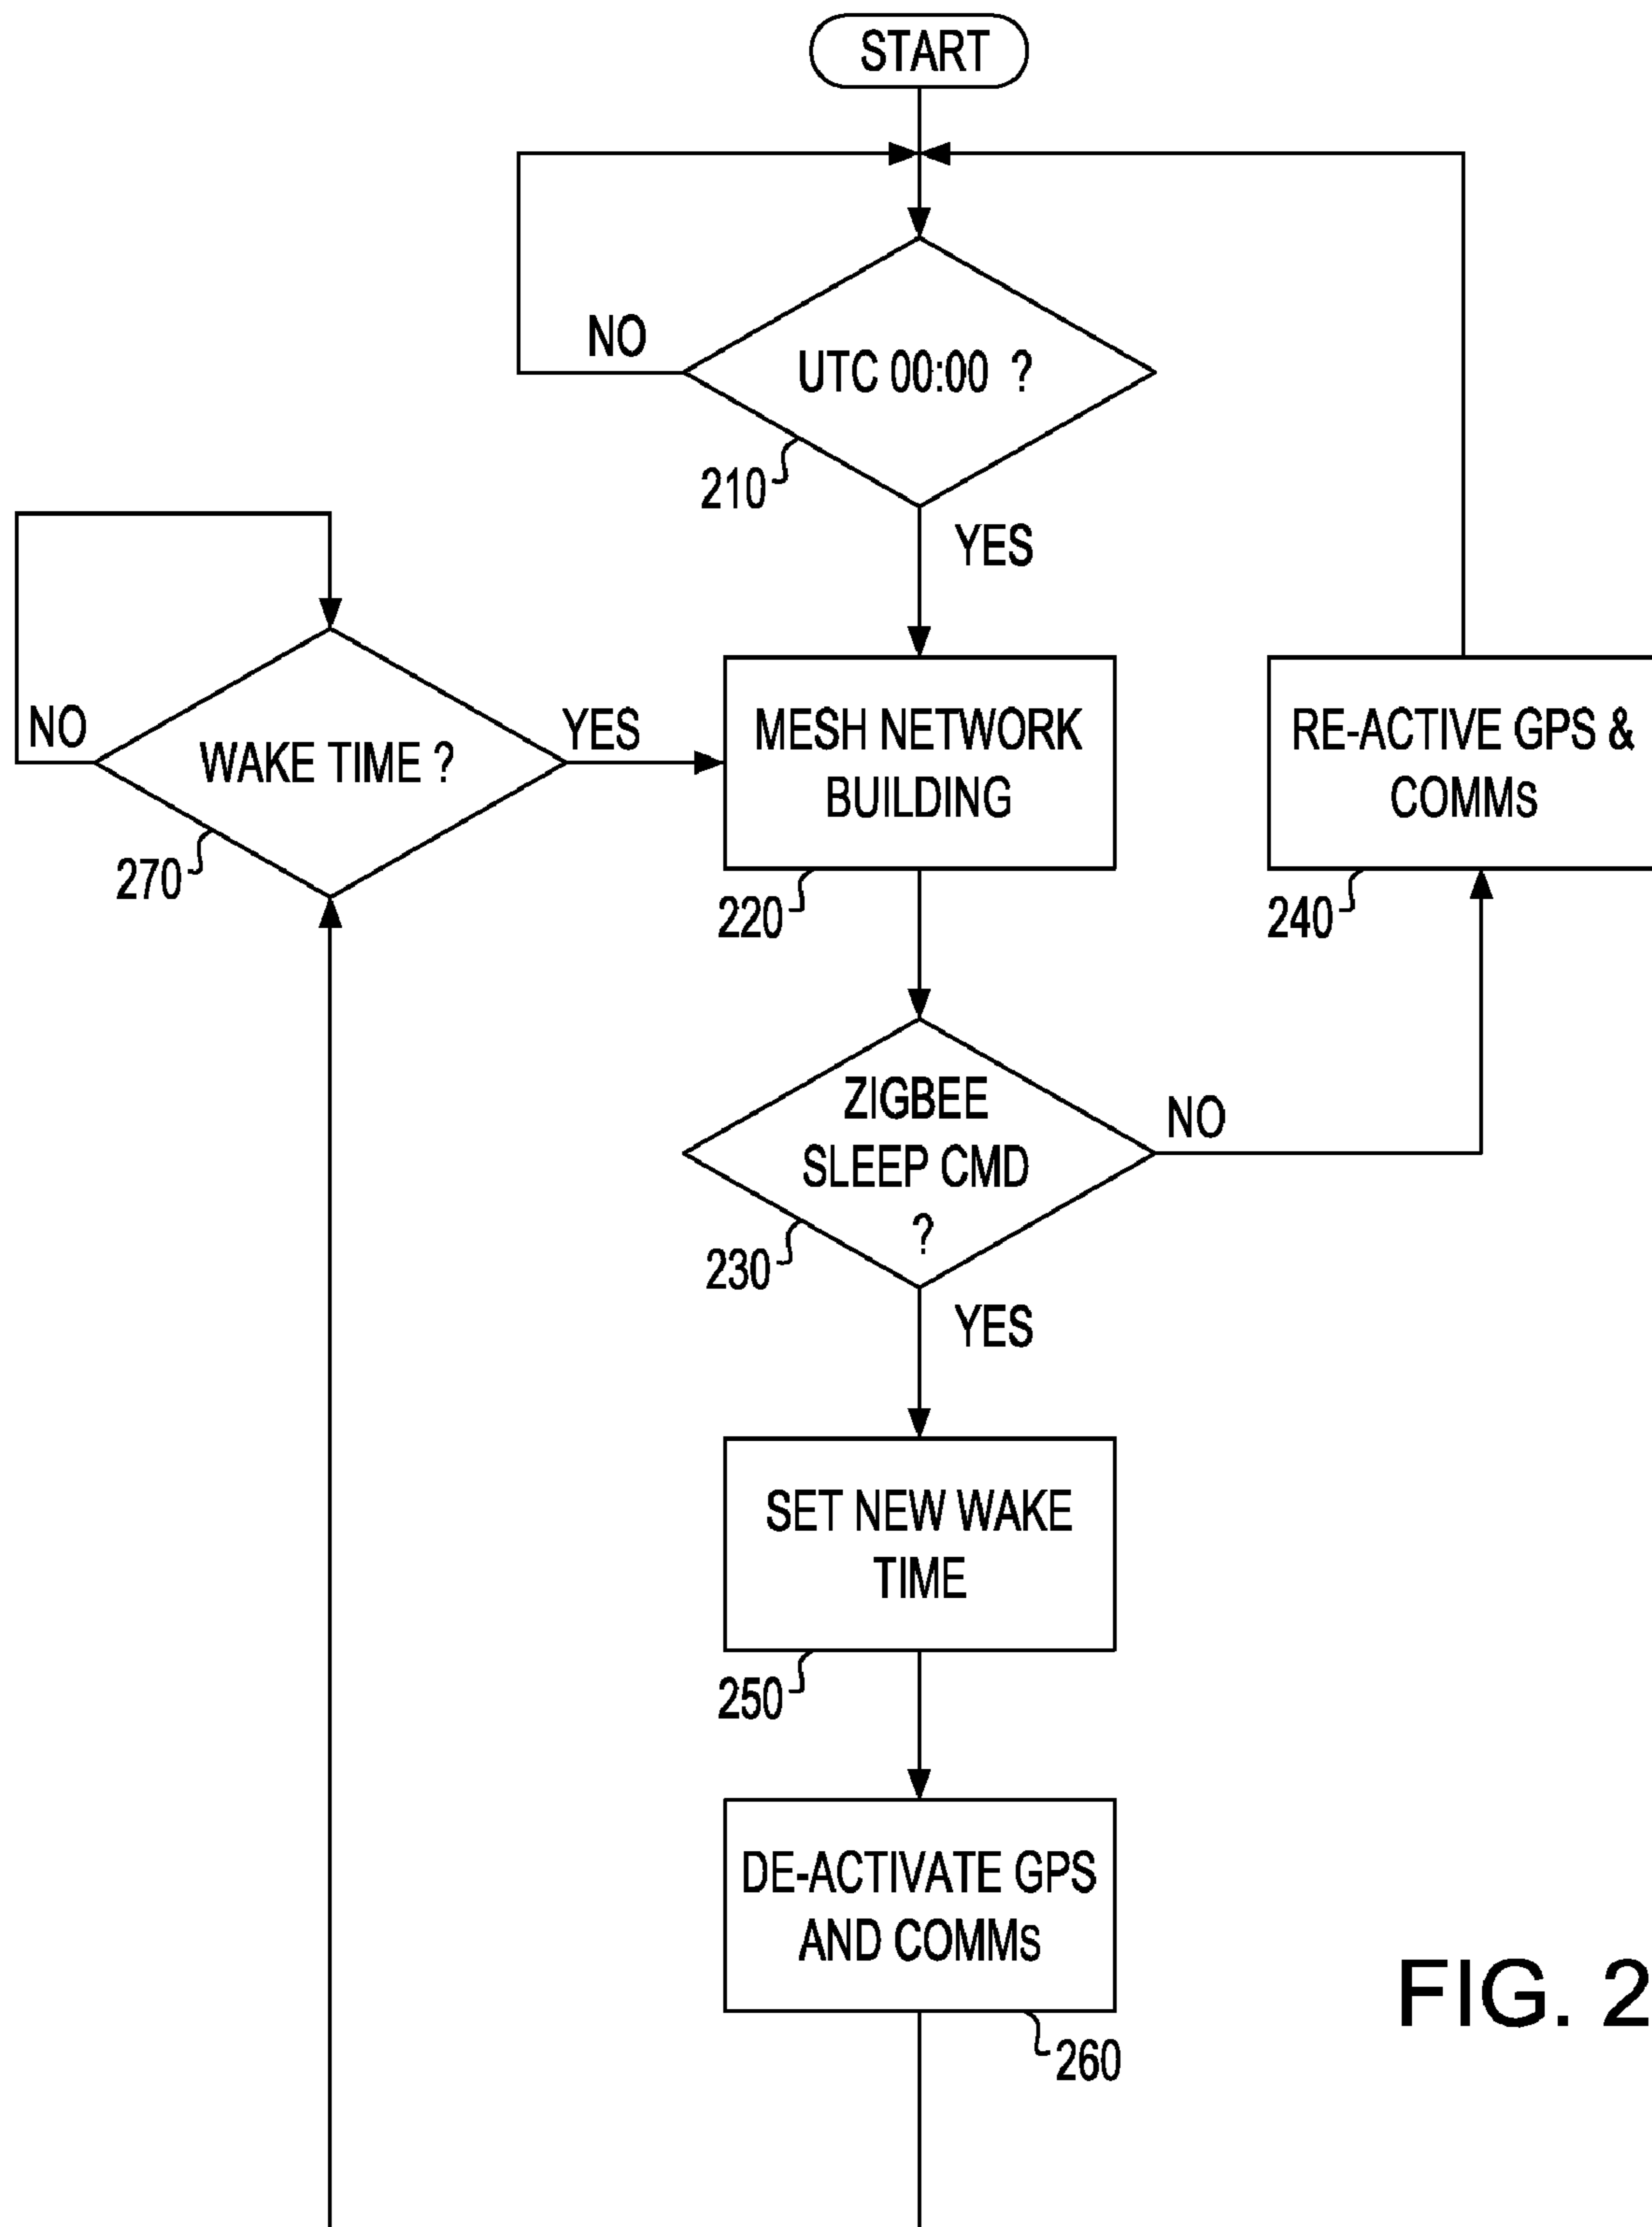 START
NO
UTC 00:00 ?
210
YES
NO
WAKE TIME ?
YES
270
MESH NETWORK
BUILDING
220
RE-ACTIVE GPS &
COMMs
240
ZIGBEE
SLEEP CMD
?
NO
230
YES
SET NEW WAKE
TIME
250
DE-ACTIVATE GPS
AND COMMs
260
FIG. 2